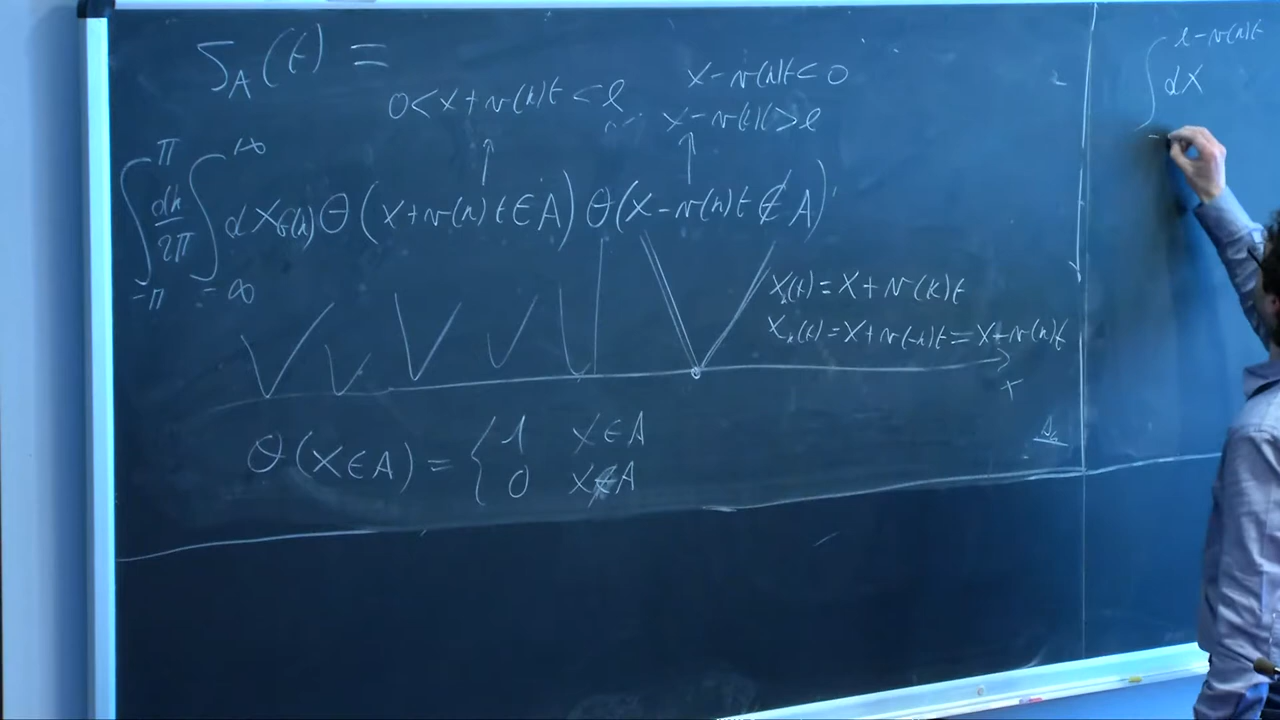 S_A(t) =
0 < x + v(k)t < ℓ
x - v(k)t < 0
x - v(k)t > ℓ
∫_{-π}^{π} dk/2π ∫_{-∞}^{+∞} dx s(k) θ(x + v(k)t ∈ A) θ(x - v(k)t ∉ A)
x_k(t) = x + v(k)t
x_{-k}(t) = x + v(-k)t = x - v(k)t
x
θ(x ∈ A) = { 1 x ∈ A
0 x ∉ A
∫^{ℓ - v(k)t} dx